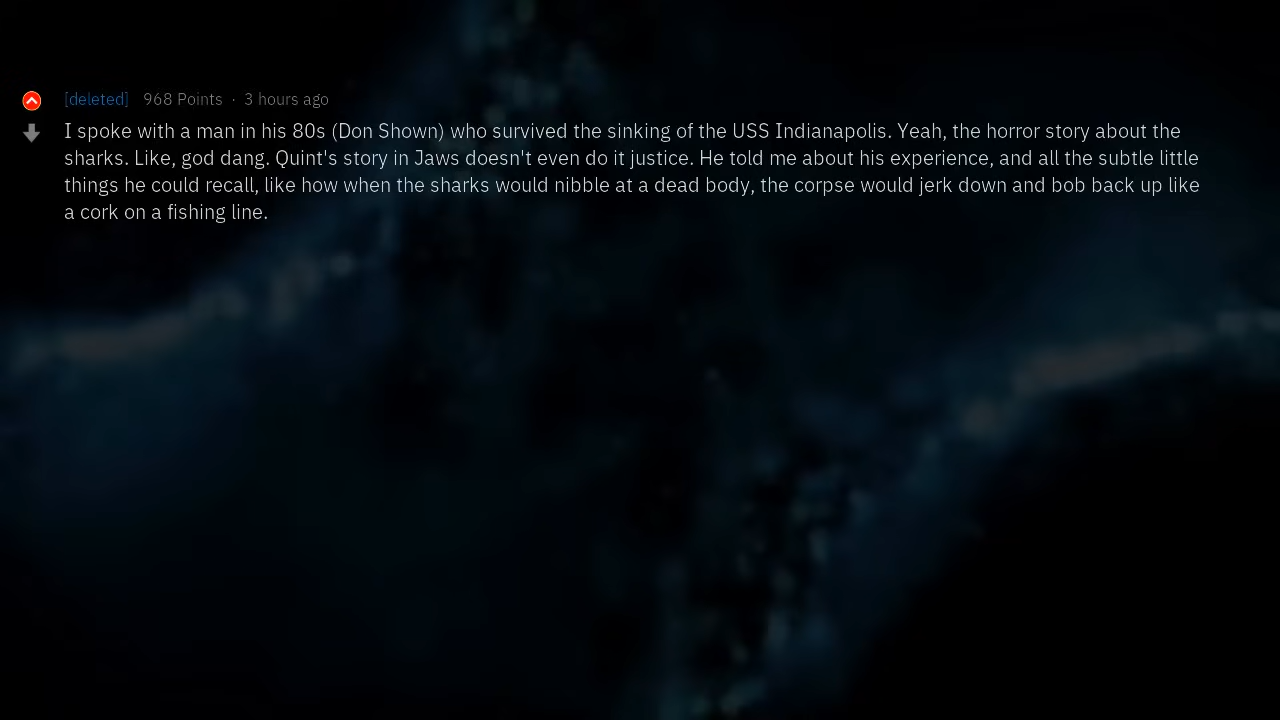 [deleted] 968 Points · 3 hours ago
I spoke with a man in his 80s (Don Shown) who survived the sinking of the USS Indianapolis. Yeah, the horror story about the
sharks. Like, god dang. Quint's story in Jaws doesn't even do it justice. He told me about his experience, and all the subtle little
things he could recall, like how when the sharks would nibble at a dead body, the corpse would jerk down and bob back up like
a cork on a fishing line.